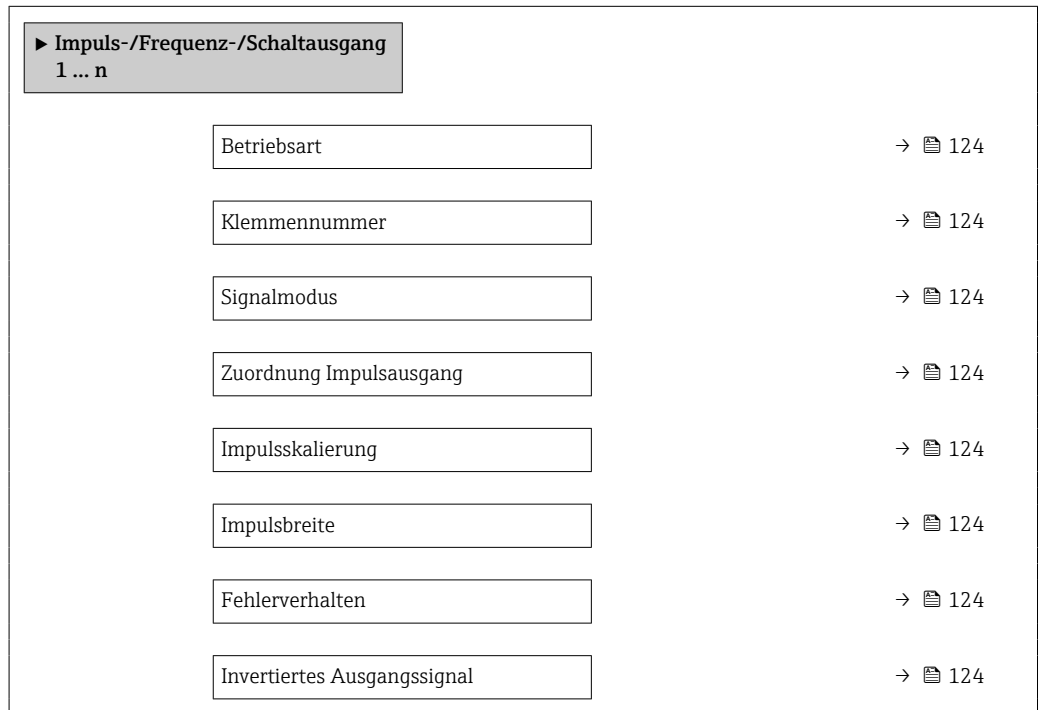 ► Impuls-/Frequenz-/Schaltausgang
1 ... n
Betriebsart → 124
Klemmennummer → 124
Signalmodus → 124
Zuordnung Impulsausgang → 124
Impulsskalierung → 124
Impulsbreite → 124
Fehlerverhalten → 124
Invertiertes Ausgangssignal → 124